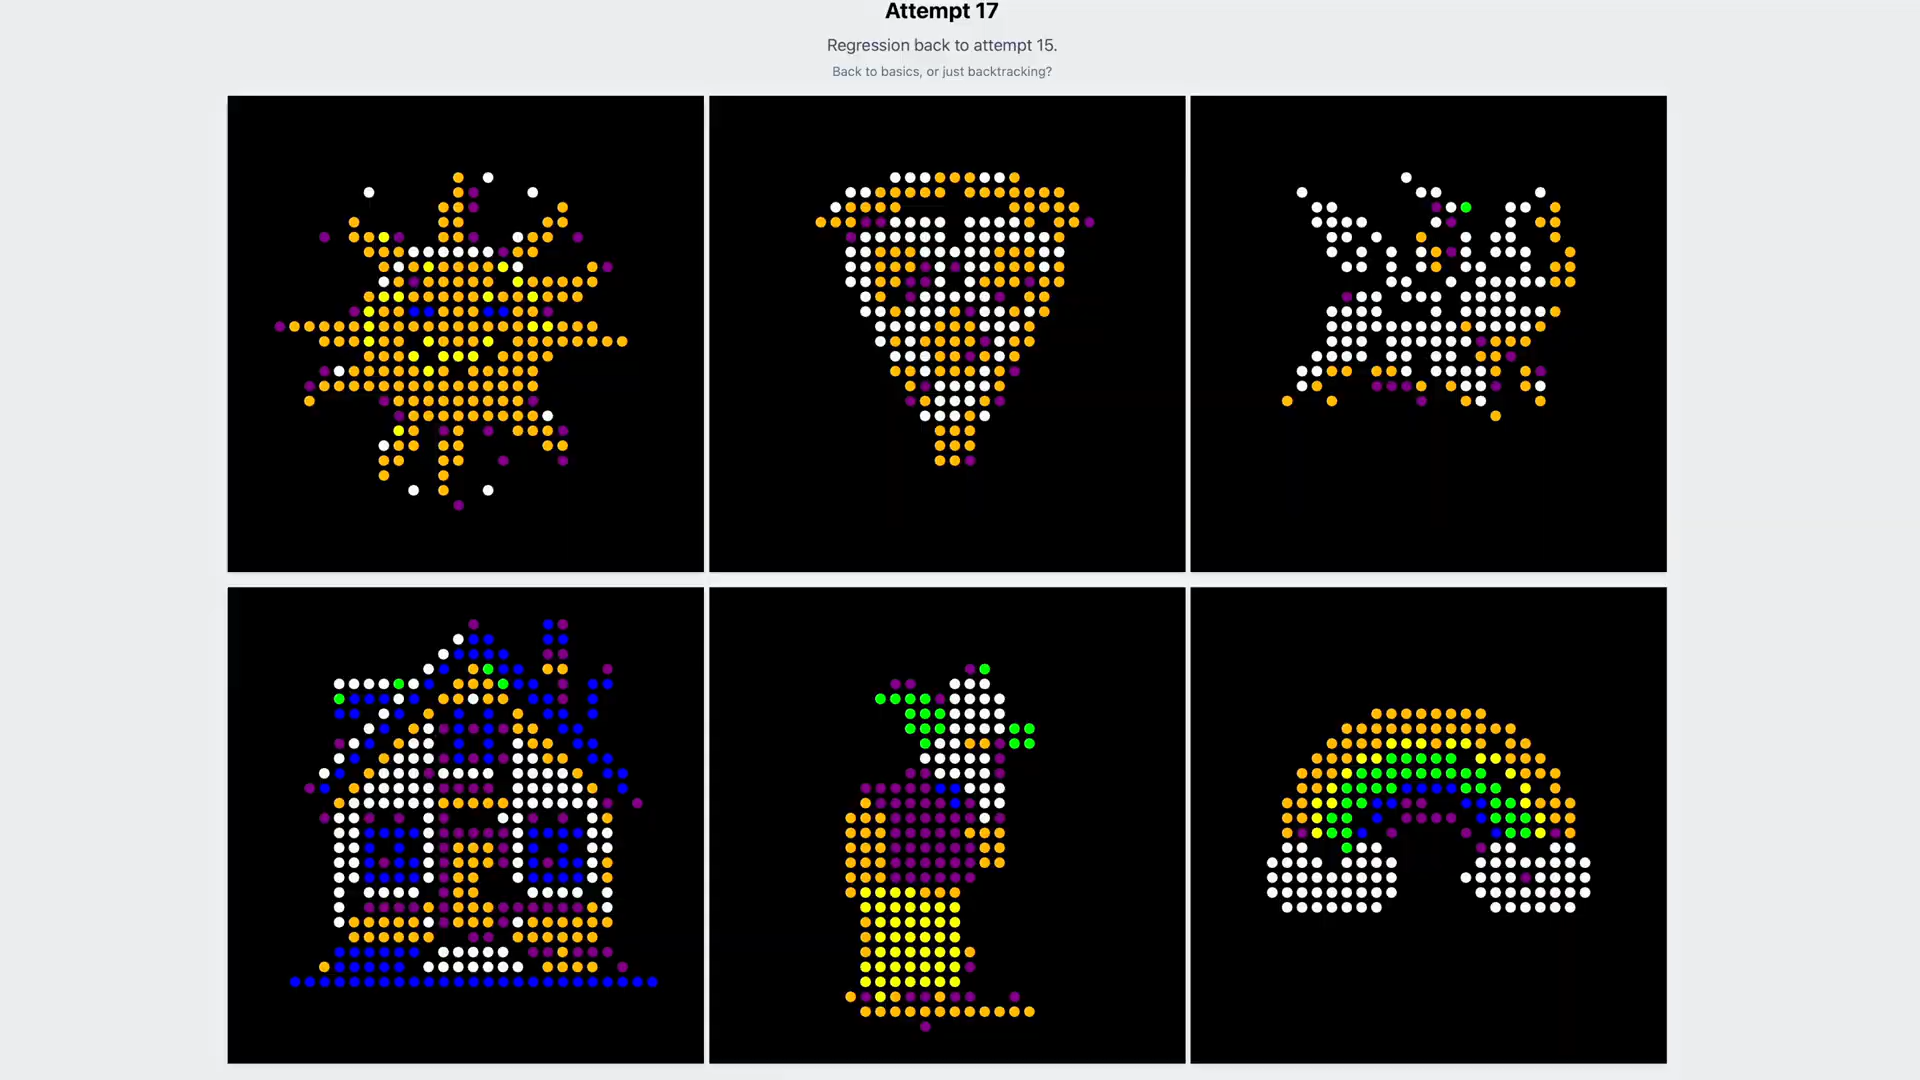 Attempt 17
Regression back to attempt 15.
Back to basics, or just backtracking?